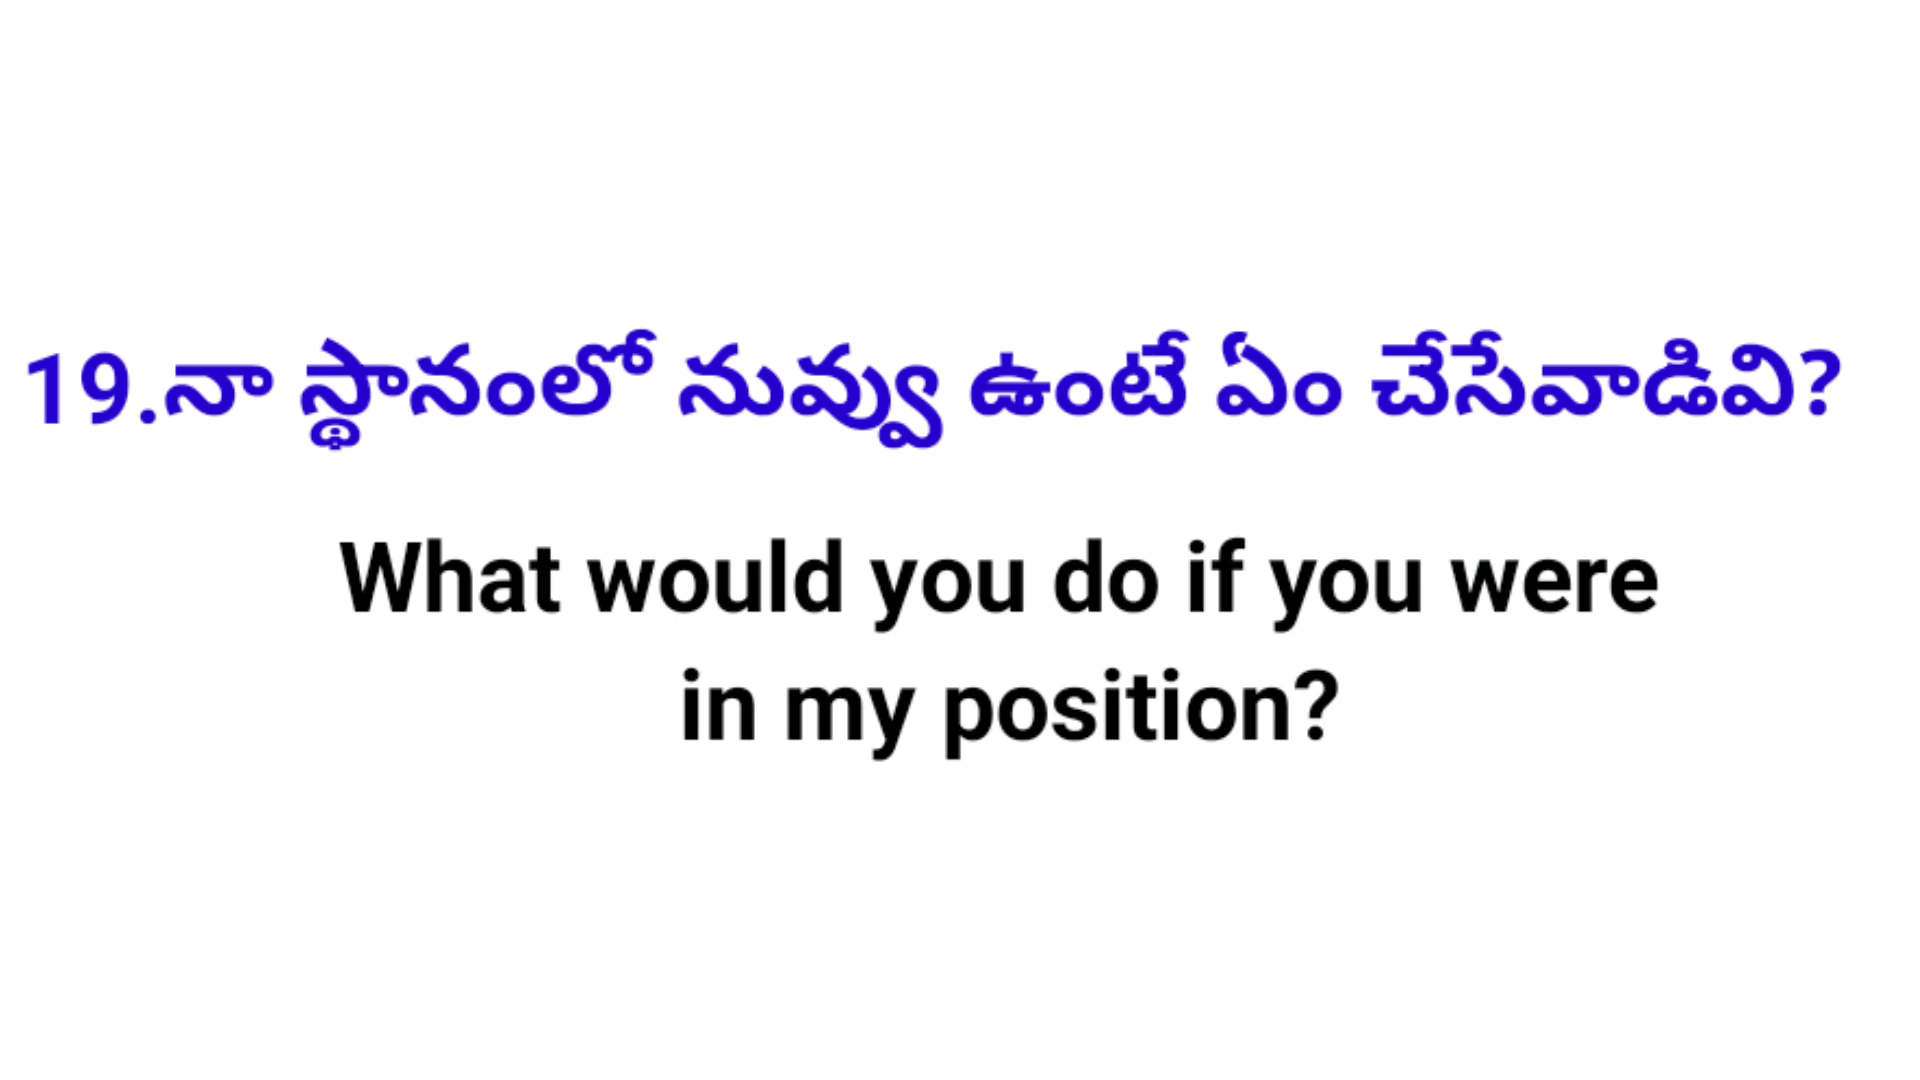 19.నా స్థానంలో నువ్వు ఉంటే ఏం చేసేవాడివి?
What would you do if you were
in my position?